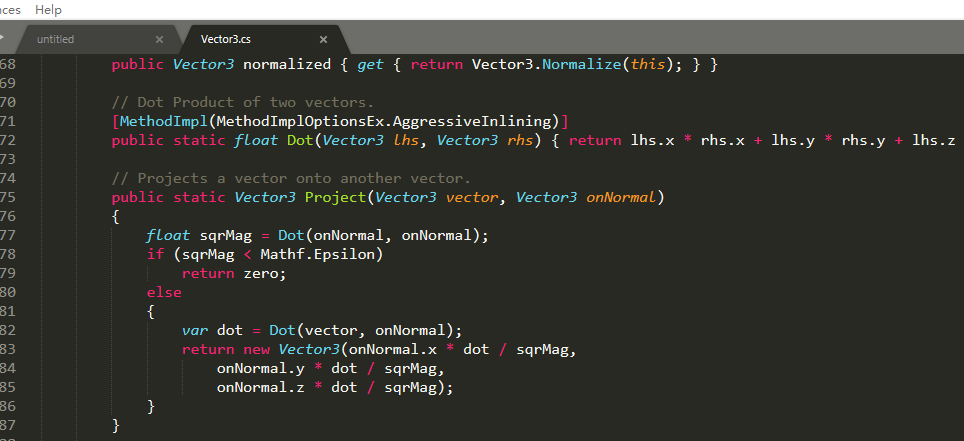 nces Help
untitled × Vector3.cs ×
68 public Vector3 normalized { get { return Vector3.Normalize(this); } }
69
70 // Dot Product of two vectors.
71 [MethodImpl(MethodImplOptionsEx.AggressiveInlining)]
72 public static float Dot(Vector3 lhs, Vector3 rhs) { return lhs.x * rhs.x + lhs.y * rhs.y + lhs.z
73
74 // Projects a vector onto another vector.
75 public static Vector3 Project(Vector3 vector, Vector3 onNormal)
76 {
77 float sqrMag = Dot(onNormal, onNormal);
78 if (sqrMag < Mathf.Epsilon)
79 return zero;
80 else
81 {
82 var dot = Dot(vector, onNormal);
83 return new Vector3(onNormal.x * dot / sqrMag,
84 onNormal.y * dot / sqrMag,
85 onNormal.z * dot / sqrMag);
86 }
87 }